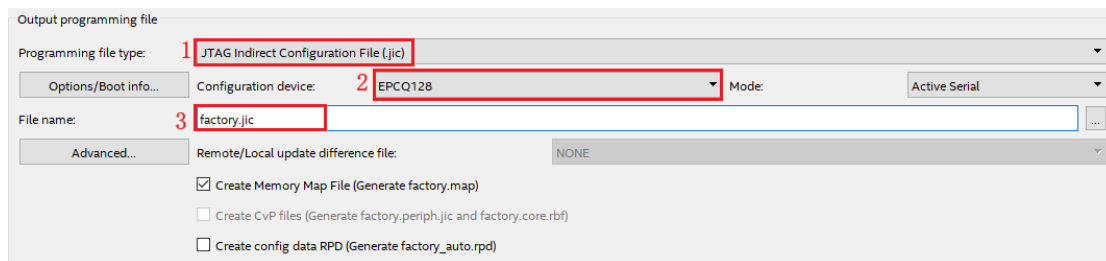 Output programming file
Programming file type: 1 JTAG Indirect Configuration File (.jic)
Options/Boot info... Configuration device: 2 EPCQ128 Mode: Active Serial
File name: 3 factory.jic ...
Advanced... Remote/Local update difference file: NONE
Create Memory Map File (Generate factory.map)
Create CvP files (Generate factory.periph.jic and factory.core.rbf)
Create config data RPD (Generate factory_auto.rpd)